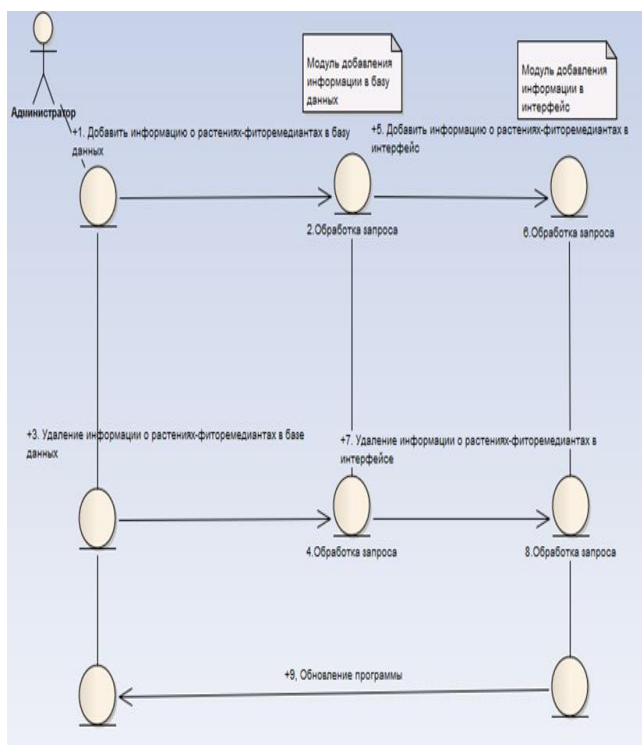 Модуль добавления
информации в базу
данных
Модуль добавления
информации в
интерфейс
Администратор
+1. Добавить информацию о растениях-фиторемедиантах в базу
данных
+5. Добавить информацию о растениях-фиторемедиантах в
интерфейс
2.Обработка запроса
6.Обработка запроса
+3. Удаление информации о растениях-фиторемедиантах в базе
данных
+7. Удаление информации о растениях-фиторемедиантах в
интерфейсе
4.Обработка запроса
8.Обработка запроса
+9, Обновление программы